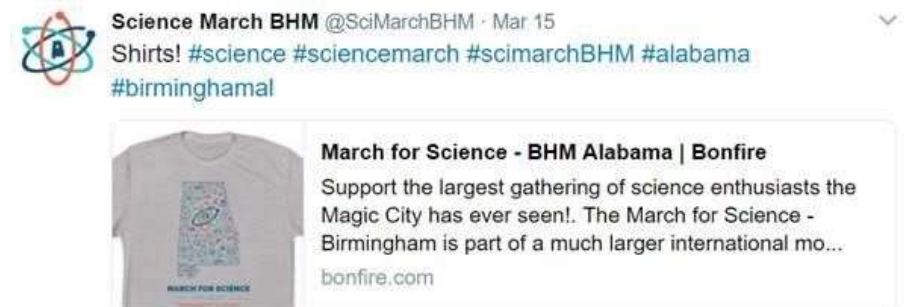 Science March BHM @SciMarchBHM · Mar 15
Shirts! #science #sciencemarch #scimarchBHM #alabama
#birminghamal
March for Science - BHM Alabama | Bonfire
Support the largest gathering of science enthusiasts the
Magic City has ever seen!. The March for Science -
Birmingham is part of a much larger international mo...
bonfire.com
MARCH FOR SCIENCE